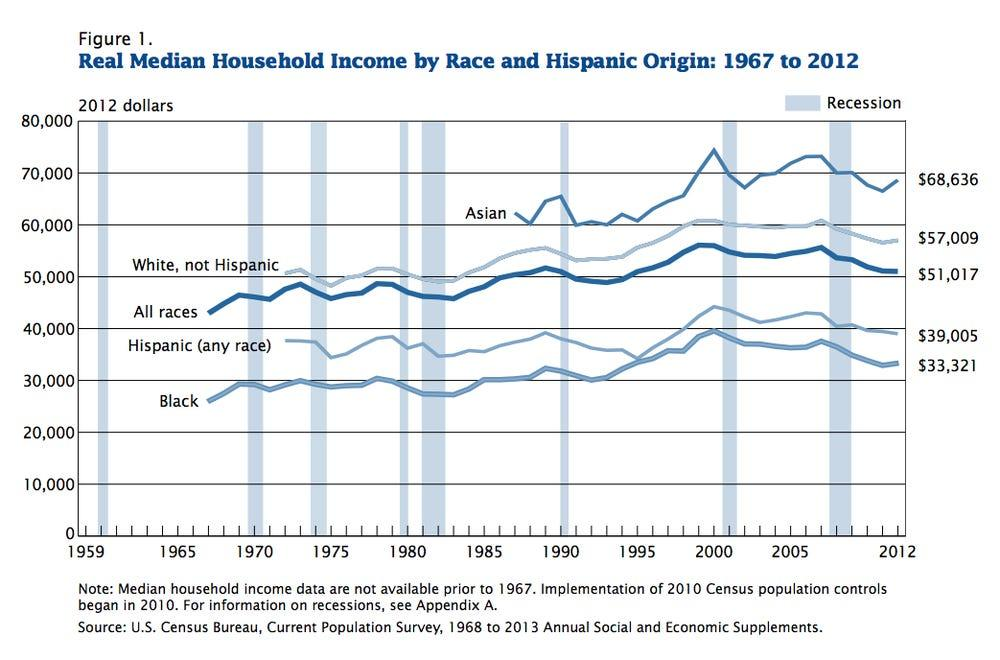 Figure 1.
Real Median Household Income by Race and Hispanic Origin: 1967 to 2012
2012 dollars
Recession
80,000
70,000
60,000
50,000
40,000
30,000
20,000
10,000
0
Asian
White, not Hispanic
All races
Hispanic (any race)
Black
$68,636
$57,009
$51,017
$39,005
$33,321
1959 1965 1970 1975 1980 1985 1990 1995 2000 2005 2012
Note: Median household income data are not available prior to 1967. Implementation of 2010 Census population controls
began in 2010. For information on recessions, see Appendix A.
Source: U.S. Census Bureau, Current Population Survey, 1968 to 2013 Annual Social and Economic Supplements.